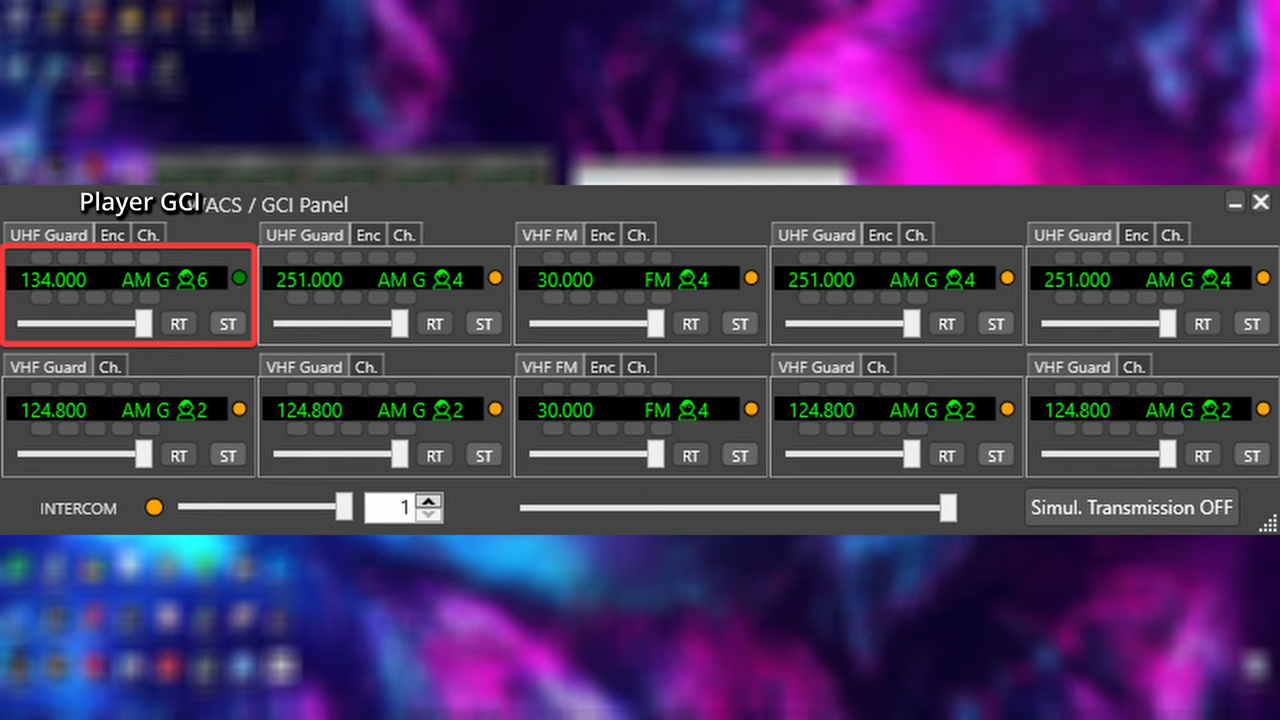 Player GCI
/ACS / GCI Panel
UHF Guard Enc Ch. UHF Guard Enc Ch. VHF FM Enc Ch. UHF Guard Enc Ch. UHF Guard Enc Ch.
134.000 AM G 6 251.000 AM G 4 30.000 FM 4 251.000 AM G 4 251.000 AM G 4
RT ST RT ST RT ST RT ST RT ST
VHF Guard Ch. VHF Guard Ch. VHF FM Enc Ch. VHF Guard Ch. VHF Guard Ch.
124.800 AM G 2 124.800 AM G 2 30.000 FM 4 124.800 AM G 2 124.800 AM G 2
RT ST RT ST RT ST RT ST RT ST
INTERCOM 1 Simul. Transmission OFF